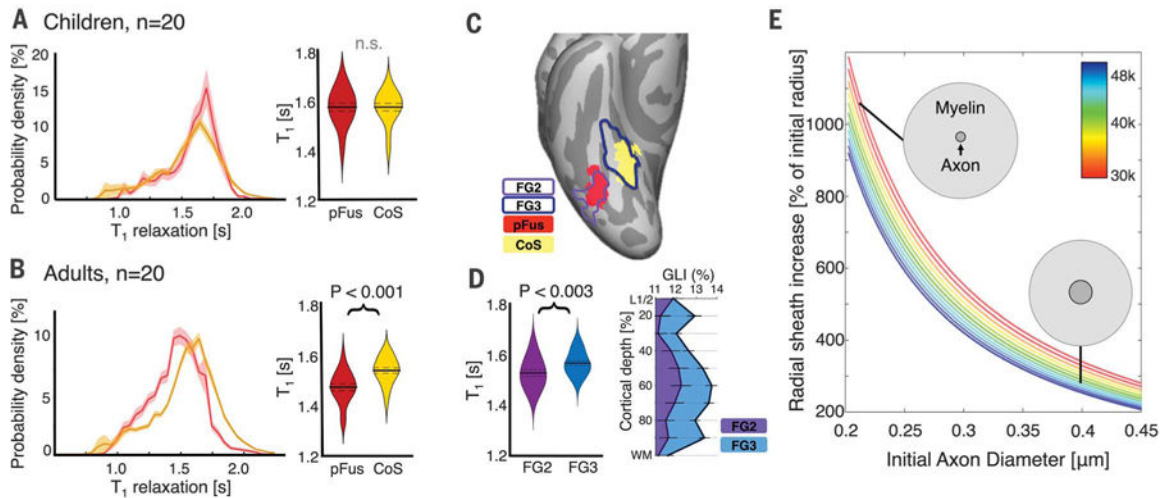 A Children, n=20
Probability density [%]
20
15
10
5
0
1.0 1.5 2.0
T1 relaxation [s]
n.s.
T1 [s]
1.8
1.6
1.4
1.2
pFus CoS
B Adults, n=20
Probability density [%]
10
5
0
1.0 1.5 2.0
T1 relaxation [s]
P < 0.001
T1 [s]
1.8
1.6
1.4
1.2
pFus CoS
C
FG2
FG3
pFus
CoS
D
P < 0.003
T1 [s]
1.8
1.6
1.4
1.2
FG2 FG3
GLI (%)
11 12 13 14
Cortical depth [%]
L1/2
20
40
60
80
WM
FG2
FG3
E
Radial sheath increase [% of initial radius]
1000
800
600
400
200
0.2 0.25 0.3 0.35 0.4 0.45
Initial Axon Diameter [µm]
Myelin
Axon
48k
40k
30k